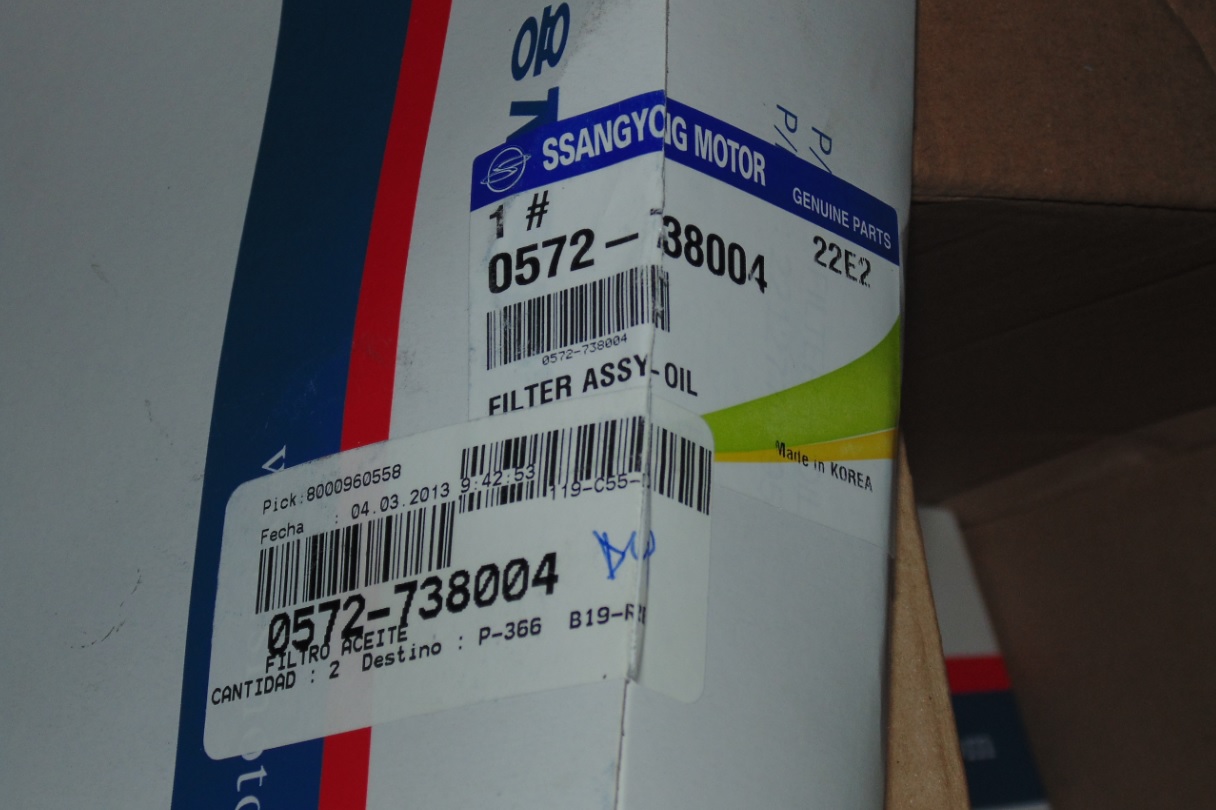 SSANGYONG MOTOR
GENUINE PARTS
1 #
22E2
0572-738004
0572-738004
FILTER ASSY-OIL
Made in KOREA
Pick:8000960558
Fecha : 04.03.2013 9:42:53
119-C55-
0572-738004
FILTRO ACEITE
CANTIDAD : 2 Destino : P-366